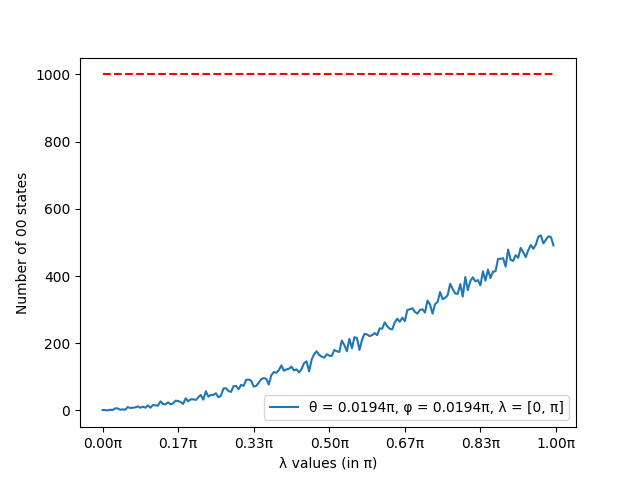 1000
800
600
400
200
0
Number of 00 states
θ = 0.0194π, φ = 0.0194π, λ = [0, π]
0.00π 0.17π 0.33π 0.50π 0.67π 0.83π 1.00π
λ values (in π)